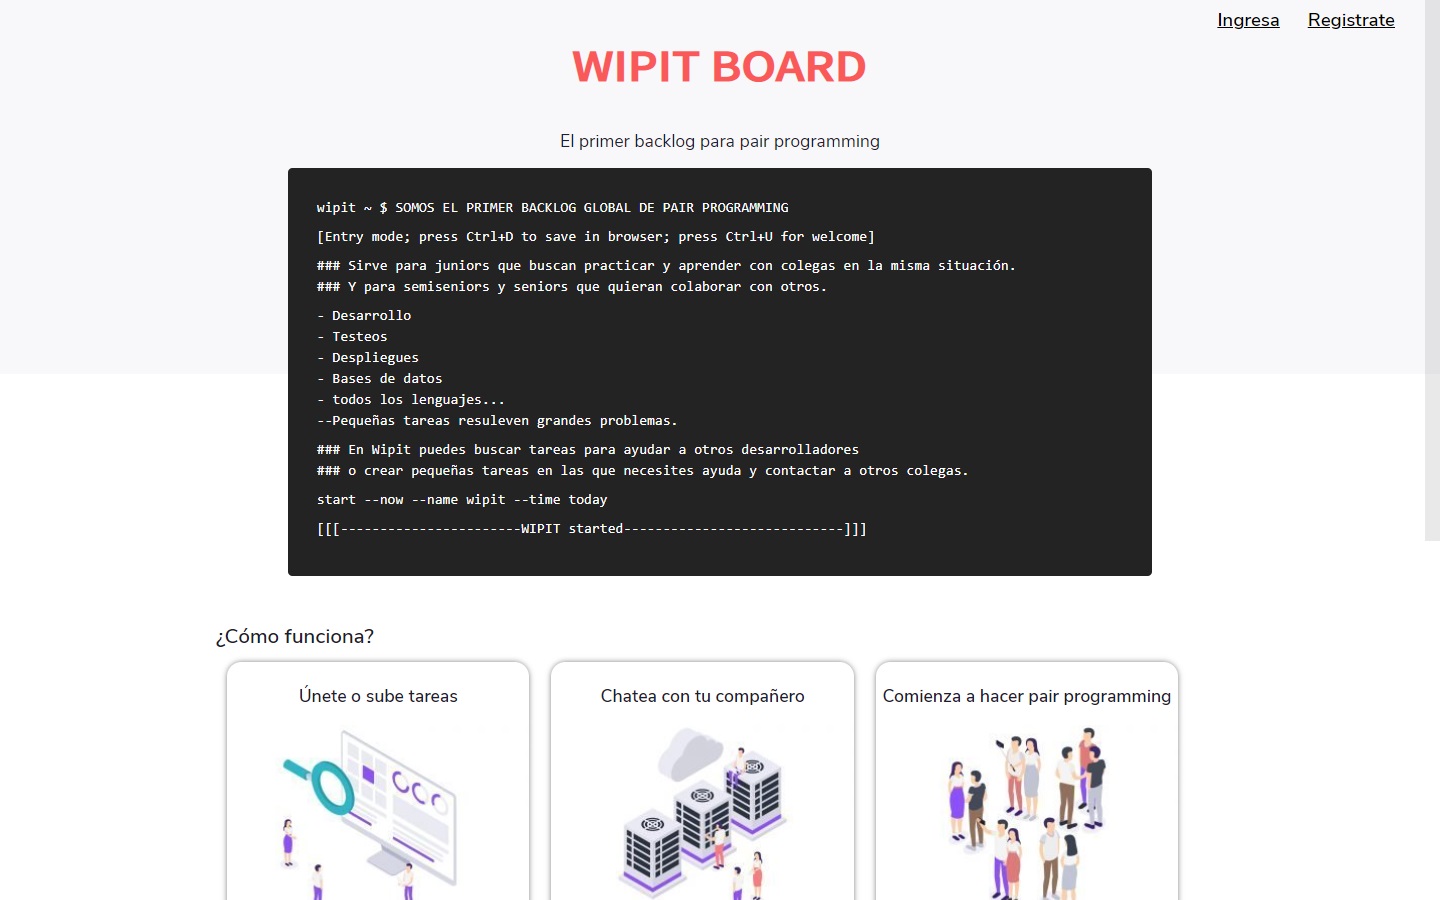 Ingresa Registrate
WIPIT BOARD
El primer backlog para pair programming
wipit ~ $ SOMOS EL PRIMER BACKLOG GLOBAL DE PAIR PROGRAMMING
[Entry mode; press Ctrl+D to save in browser; press Ctrl+U for welcome]
### Sirve para juniors que buscan practicar y aprender con colegas en la misma situación.
### Y para semiseniors y seniors que quieran colaborar con otros.
- Desarrollo
- Testeos
- Despliegues
- Bases de datos
- todos los lenguajes...
--Pequeñas tareas resuleven grandes problemas.
### En Wipit puedes buscar tareas para ayudar a otros desarrolladores
### o crear pequeñas tareas en las que necesites ayuda y contactar a otros colegas.
start --now --name wipit --time today
[[[-----------------------WIPIT started----------------------------]]]
¿Cómo funciona?
Únete o sube tareas
Chatea con tu compañero
Comienza a hacer pair programming